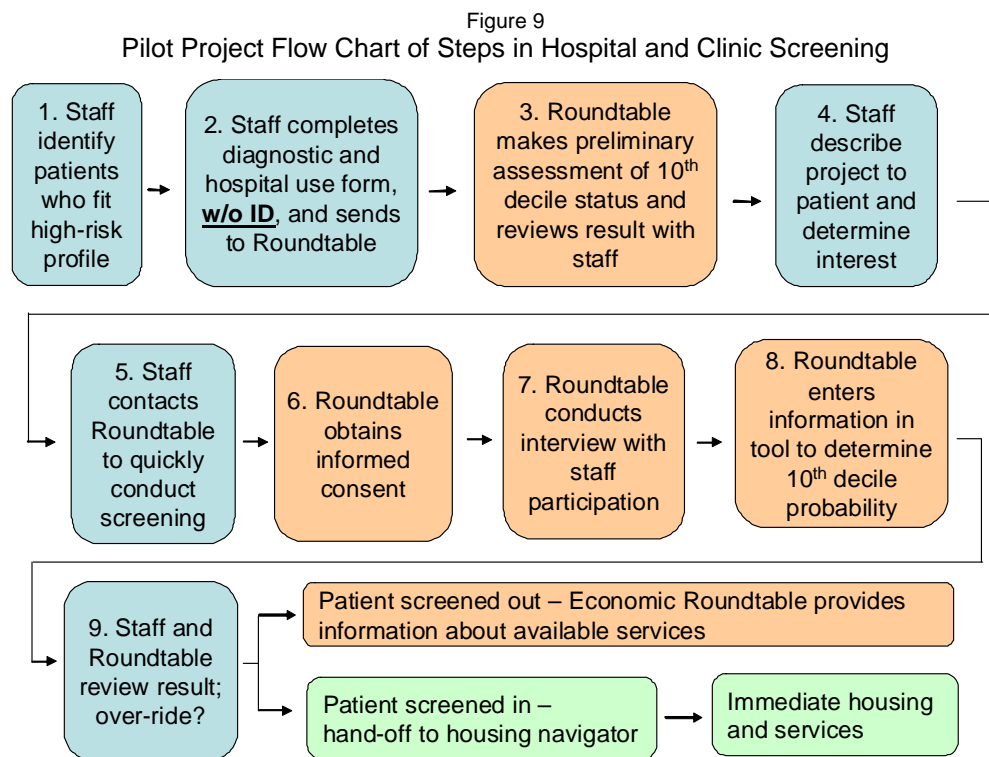 Figure 9
Pilot Project Flow Chart of Steps in Hospital and Clinic Screening
1. Staff
identify
patients
who fit
high-risk
profile
2. Staff completes
diagnostic and
hospital use form,
w/o ID, and sends
to Roundtable
3. Roundtable
makes preliminary
assessment of 10th
decile status and
reviews result with
staff
4. Staff
describe
project to
patient and
determine
interest
5. Staff
contacts
Roundtable
to quickly
conduct
screening
6. Roundtable
obtains
informed
consent
7. Roundtable
conducts
interview with
staff
participation
8. Roundtable
enters
information in
tool to determine
10th decile
probability
9. Staff and
Roundtable
review result;
over-ride?
Patient screened out – Economic Roundtable provides
information about available services
Patient screened in –
hand-off to housing navigator
Immediate housing
and services